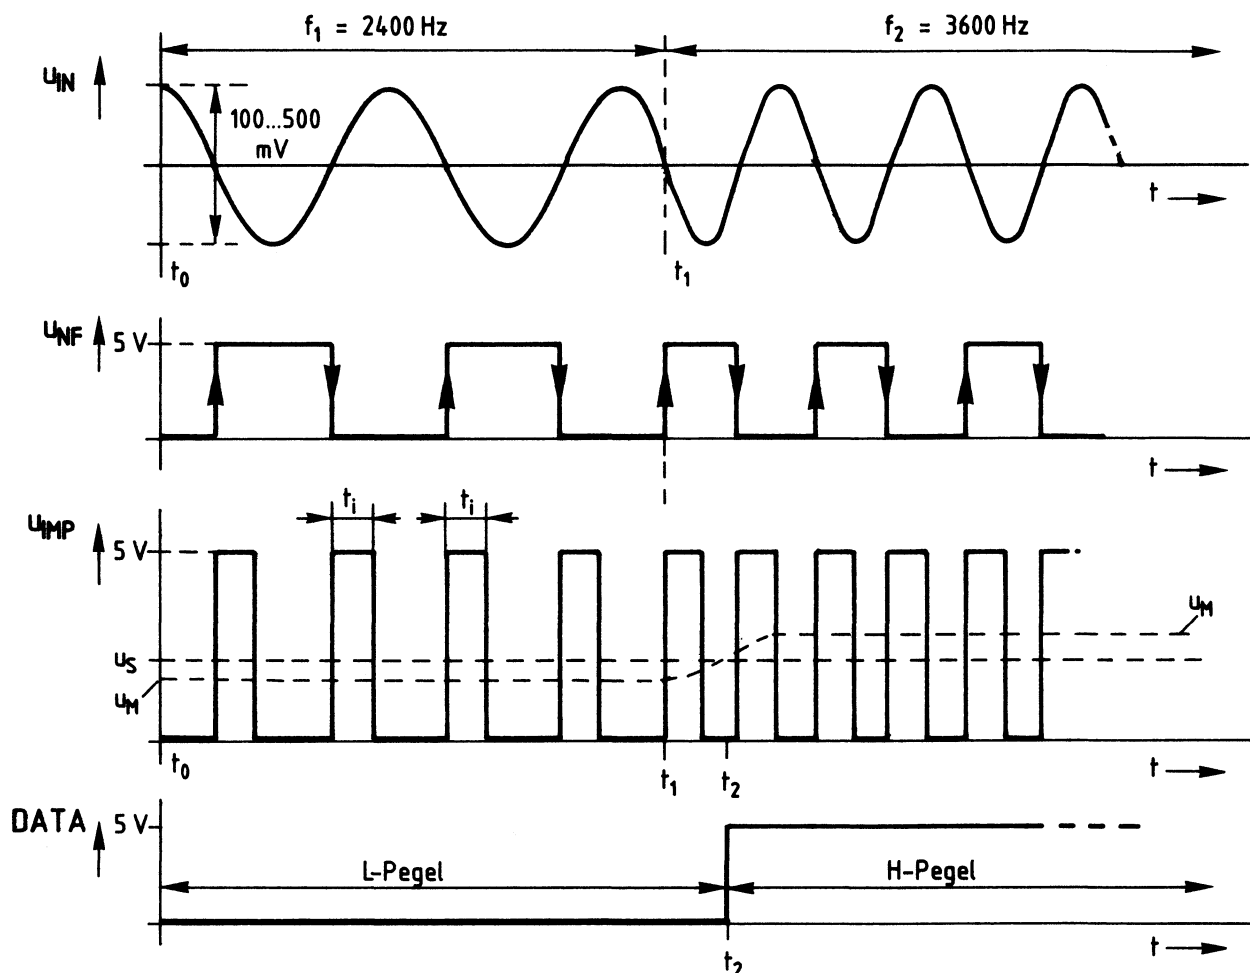 f₁ = 2400 Hz
f₂ = 3600 Hz
uIN
100...500
mV
t
t₀
t₁
uNF
5 V
t
tᵢ
tᵢ
uIMP
5 V
uM
uS
uM
t₀
t₁
t₂
t
DATA
5 V
L-Pegel
H-Pegel
t
t₂